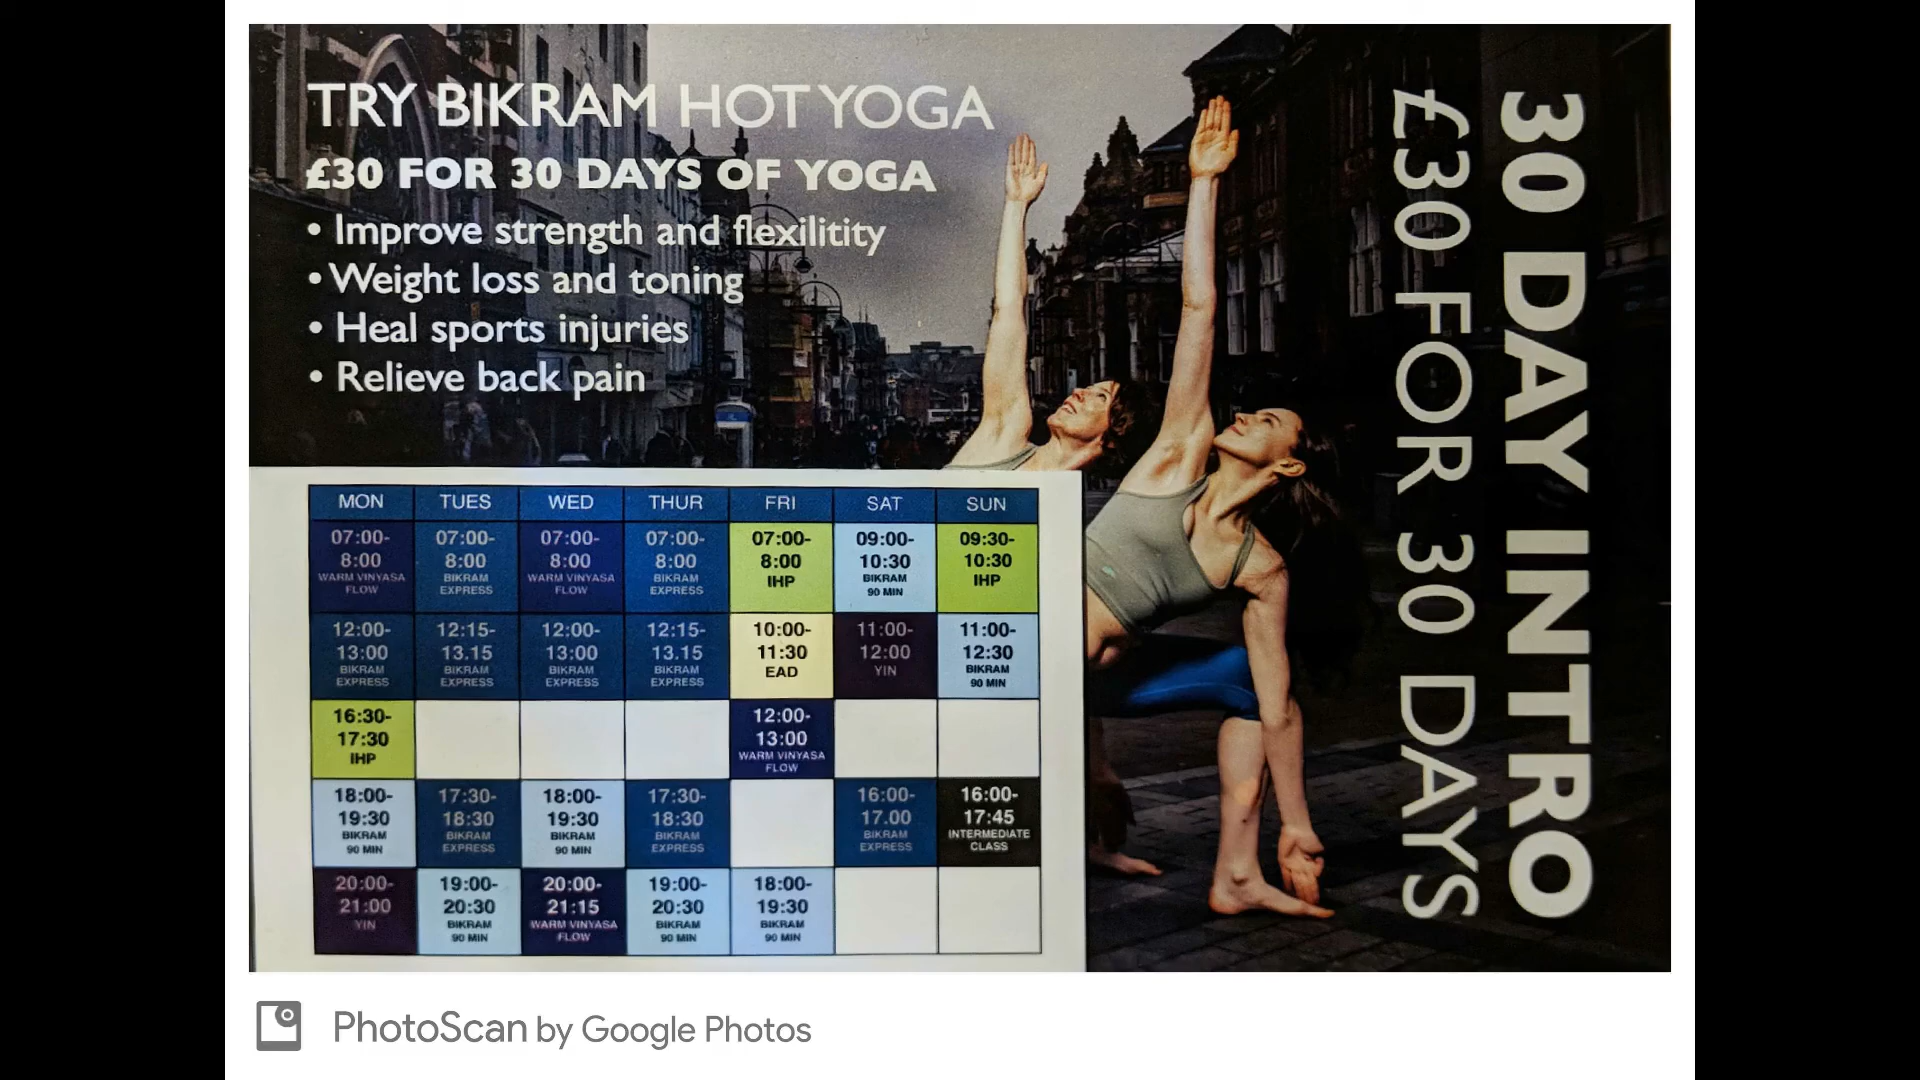 TRY BIKRAM HOT YOGA
£30 FOR 30 DAYS OF YOGA
• Improve strength and flexilitity
• Weight loss and toning
• Heal sports injuries
• Relieve back pain
30 DAY INTRO
£30 FOR 30 DAYS
MON TUES WED THUR FRI SAT SUN
07:00- 07:00- 07:00- 07:00- 07:00- 09:00- 09:30-
8:00 8:00 8:00 8:00 8:00 10:30 10:30
WARM VINYASA BIKRAM WARM VINYASA BIKRAM IHP BIKRAM IHP
FLOW EXPRESS FLOW EXPRESS 90 MIN
12:00- 12:15- 12:00- 12:15- 10:00- 11:00- 11:00-
13:00 13.15 13:00 13.15 11:30 12:00 12:30
BIKRAM BIKRAM BIKRAM BIKRAM EAD YIN BIKRAM
EXPRESS EXPRESS EXPRESS EXPRESS 90 MIN
16:30- 12:00-
17:30 13:00
IHP WARM VINYASA
FLOW
18:00- 17:30- 18:00- 17:30- 16:00- 16:00-
19:30 18:30 19:30 18:30 17.00 17:45
BIKRAM BIKRAM BIKRAM BIKRAM BIKRAM INTERMEDIATE
90 MIN EXPRESS 90 MIN EXPRESS EXPRESS CLASS
20:00- 19:00- 20:00- 19:00- 18:00-
21:00 20:30 21:15 20:30 19:30
YIN BIKRAM WARM VINYASA BIKRAM BIKRAM
90 MIN FLOW 90 MIN 90 MIN
PhotoScan by Google Photos